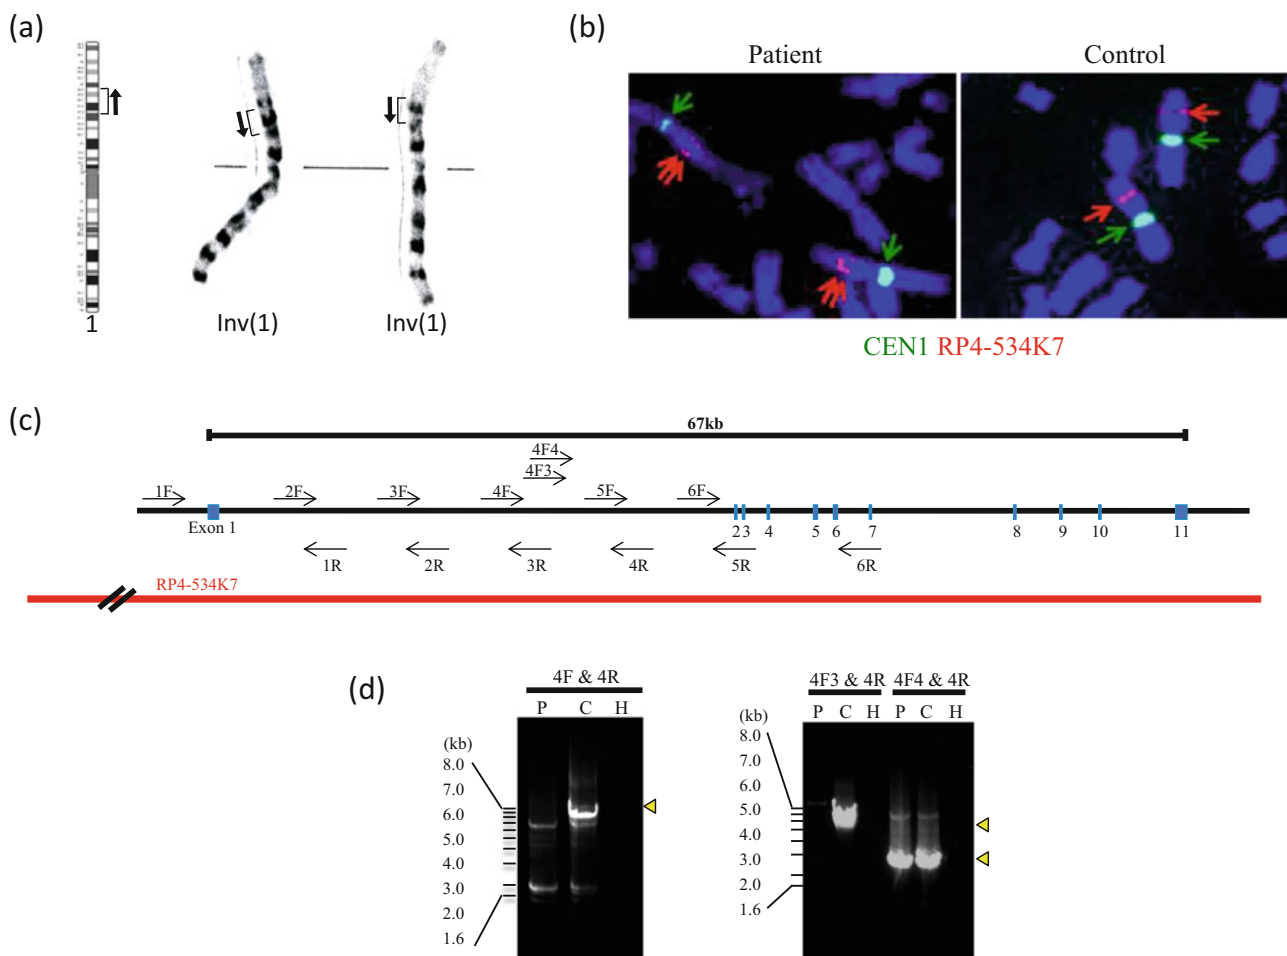 (a)
1
Inv(1)
Inv(1)
(b)
Patient
Control
CEN1 RP4-534K7
(c)
67kb
4F4
4F3
1F
2F
3F
4F
5F
6F
Exon 1
2
3
4
5
6
7
8
9
10
11
1R
2R
3R
4R
5R
6R
RP4-534K7
(d)
4F & 4R
P C H
(kb)
8.0
7.0
6.0
5.0
4.0
3.0
2.0
1.6
4F3 & 4R 4F4 & 4R
P C H P C H
(kb)
8.0
7.0
6.0
5.0
4.0
3.0
2.0
1.6